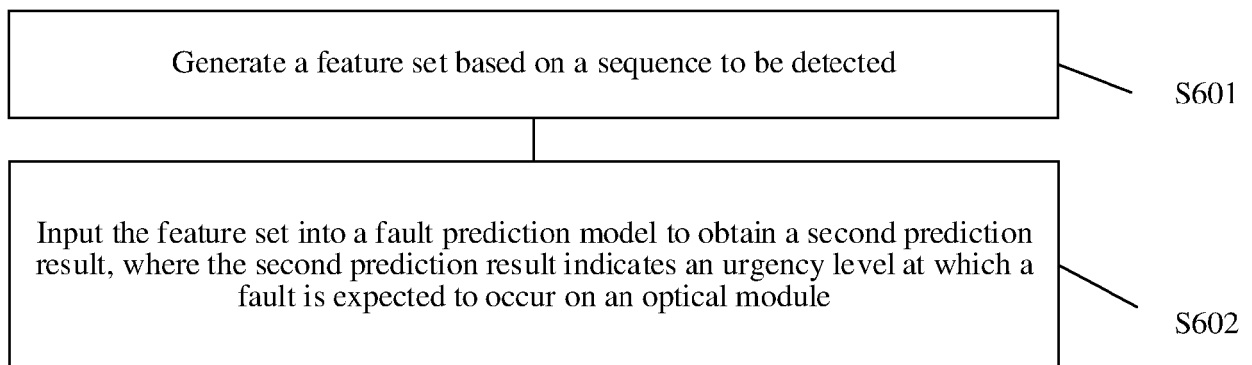 Generate a feature set based on a sequence to be detected
S601
Input the feature set into a fault prediction model to obtain a second prediction
result, where the second prediction result indicates an urgency level at which a
fault is expected to occur on an optical module
S602